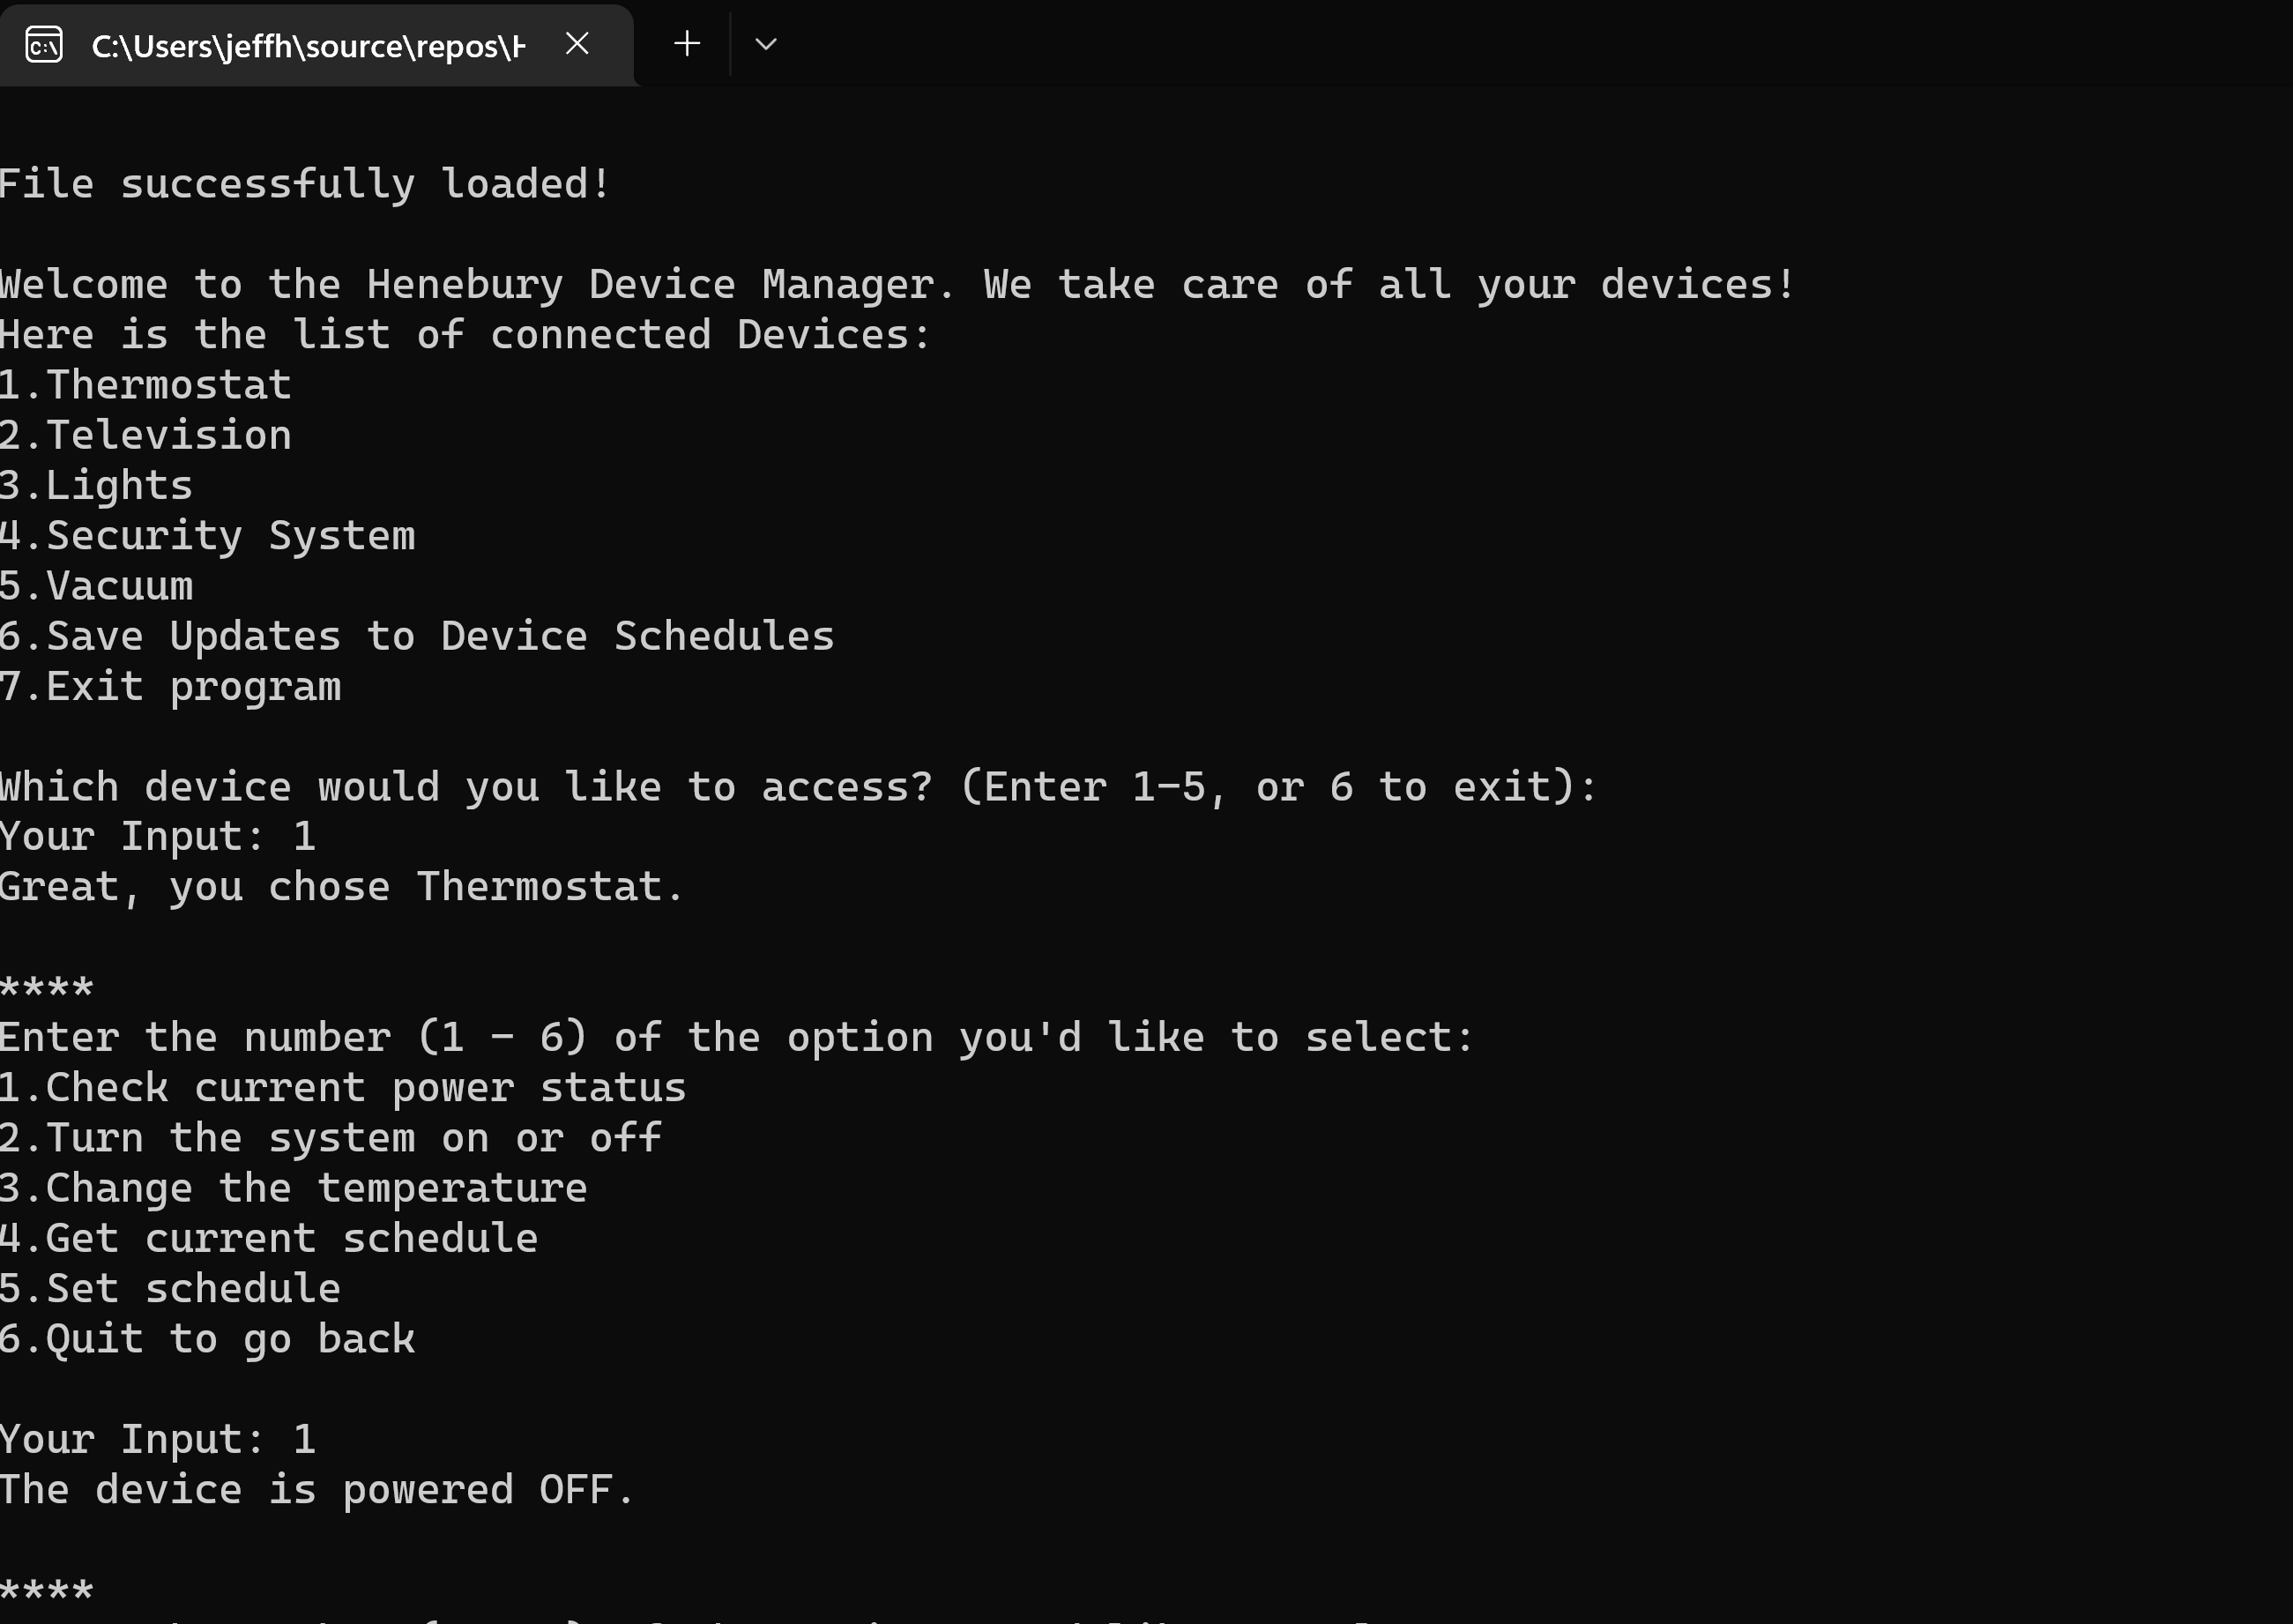 C:\Users\jeffh\source\repos\H
File successfully loaded!
Welcome to the Henebury Device Manager. We take care of all your devices!
Here is the list of connected Devices:
1.Thermostat
2.Television
3.Lights
4.Security System
5.Vacuum
6.Save Updates to Device Schedules
7.Exit program
Which device would you like to access? (Enter 1-5, or 6 to exit):
Your Input: 1
Great, you chose Thermostat.
****
Enter the number (1 - 6) of the option you'd like to select:
1.Check current power status
2.Turn the system on or off
3.Change the temperature
4.Get current schedule
5.Set schedule
6.Quit to go back
Your Input: 1
The device is powered OFF.
****